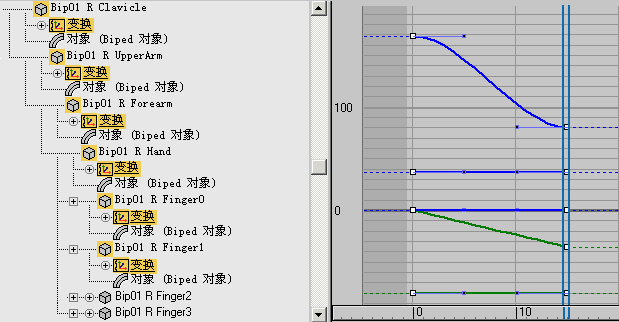 Bip01 R Clavicle
变换
对象 (Biped 对象)
Bip01 R UpperArm
变换
对象 (Biped 对象)
Bip01 R Forearm
变换
对象 (Biped 对象)
Bip01 R Hand
变换
对象 (Biped 对象)
Bip01 R Finger0
变换
对象 (Biped 对象)
Bip01 R Finger1
变换
对象 (Biped 对象)
Bip01 R Finger2
Bip01 R Finger3
100
0
0
10